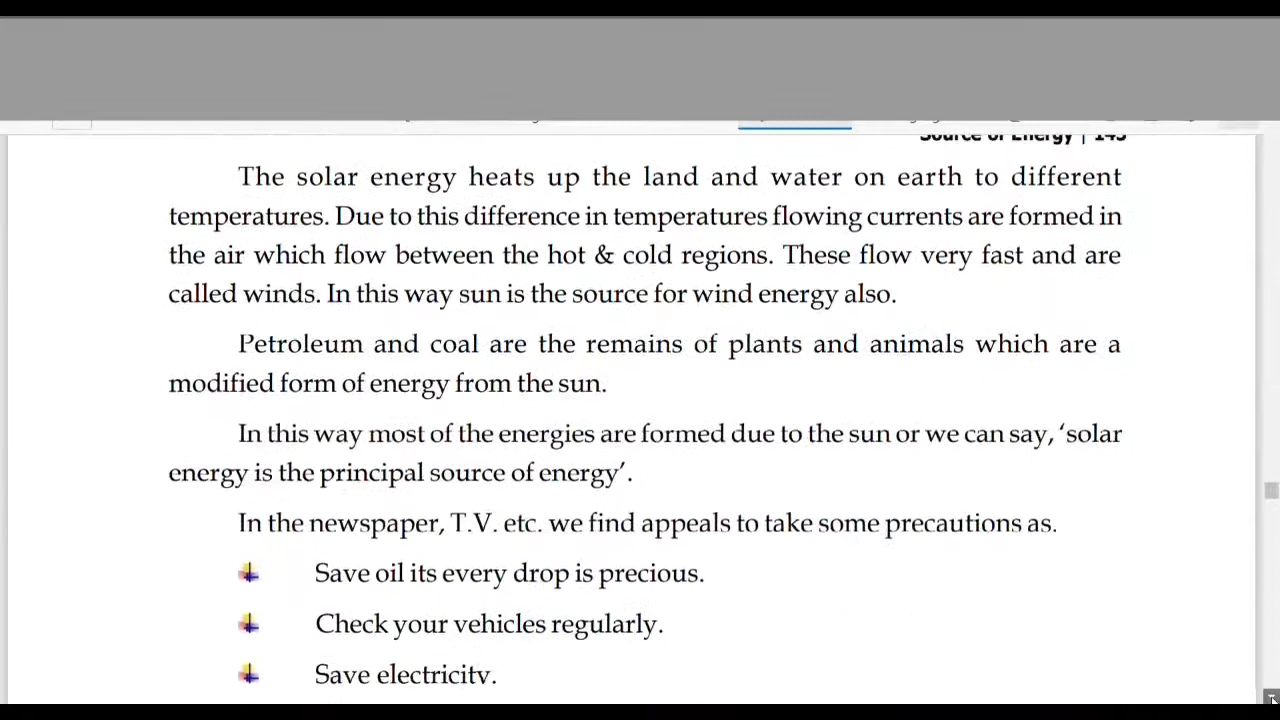 Source of Energy | 145
The solar energy heats up the land and water on earth to different
temperatures. Due to this difference in temperatures flowing currents are formed in
the air which flow between the hot & cold regions. These flow very fast and are
called winds. In this way sun is the source for wind energy also.
Petroleum and coal are the remains of plants and animals which are a
modified form of energy from the sun.
In this way most of the energies are formed due to the sun or we can say, ‘solar
energy is the principal source of energy’.
In the newspaper, T.V. etc. we find appeals to take some precautions as.
Save oil its every drop is precious.
Check your vehicles regularly.
Save electricity.